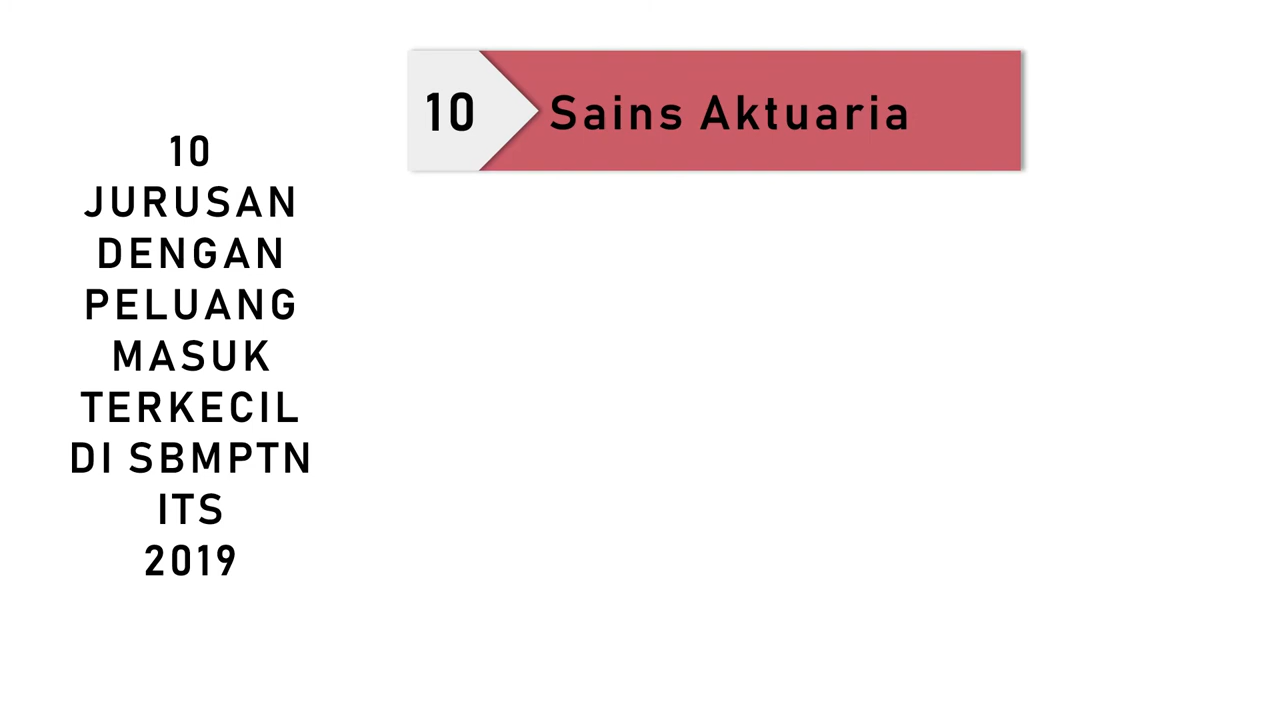 10
JURUSAN
DENGAN
PELUANG
MASUK
TERKECIL
DI SBMPTN
ITS
2019
10 Sains Aktuaria